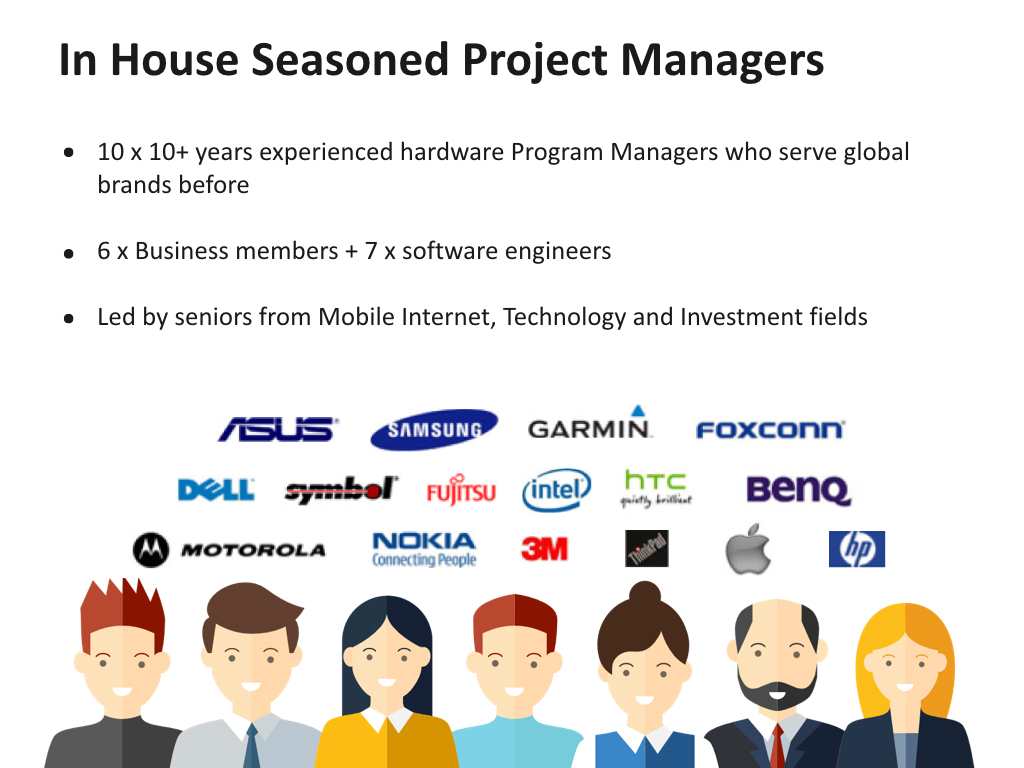 In House Seasoned Project Managers
• 10 x 10+ years experienced hardware Program Managers who serve global
brands before
• 6 x Business members + 7 x software engineers
• Led by seniors from Mobile Internet, Technology and Investment fields
ASUS SAMSUNG GARMIN FOXCONN
DELL symbol FUJITSU intel hTC quietly brilliant BenQ
MOTOROLA NOKIA Connecting People 3M ThinkPad hp